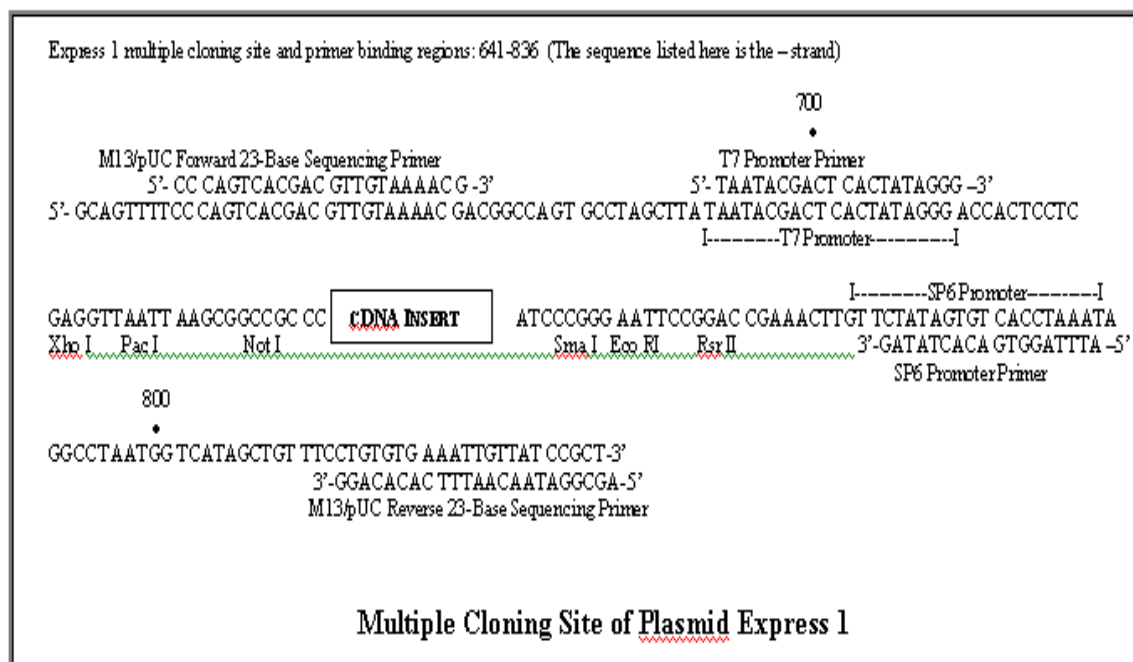 Express 1 multiple cloning site and primer binding regions: 641-836 (The sequence listed here is the – strand)
700
•
M13/pUC Forward 23-Base Sequencing Primer
T7 Promoter Primer
5'- CC CAGTCACGAC GTTGTAAAAC G -3'
5'- TAATACGACT CACTATAGGG –3'
5'- GCAGTTTTCC CAGTCACGAC GTTGTAAAAC GACGGCCAGT GCCTAGCTTA TAATACGACT CACTATAGGG ACCACTCCTC
I-----------T7 Promoter--------------I
I------------SP6 Promoter-----------I
GAGGTTAATT AAGCGGCCGC CC
CDNA INSERT
ATCCCGGG AATTCCGGAC CGAAACTTGT TCTATAGTGT CACCTAAATA
Xho I Pac I Not I Sma I Eco RI Rsr II
3'-GATATCACA GTGGATTTA –5'
SP6 Promoter Primer
800
•
GGCCTAATGG TCATAGCTGT TTCCTGTGTG AAATTGTTAT CCGCT-3'
3'-GGACACAC TTTAACAATAGGCGA-5'
M13/pUC Reverse 23-Base Sequencing Primer
Multiple Cloning Site of Plasmid Express 1